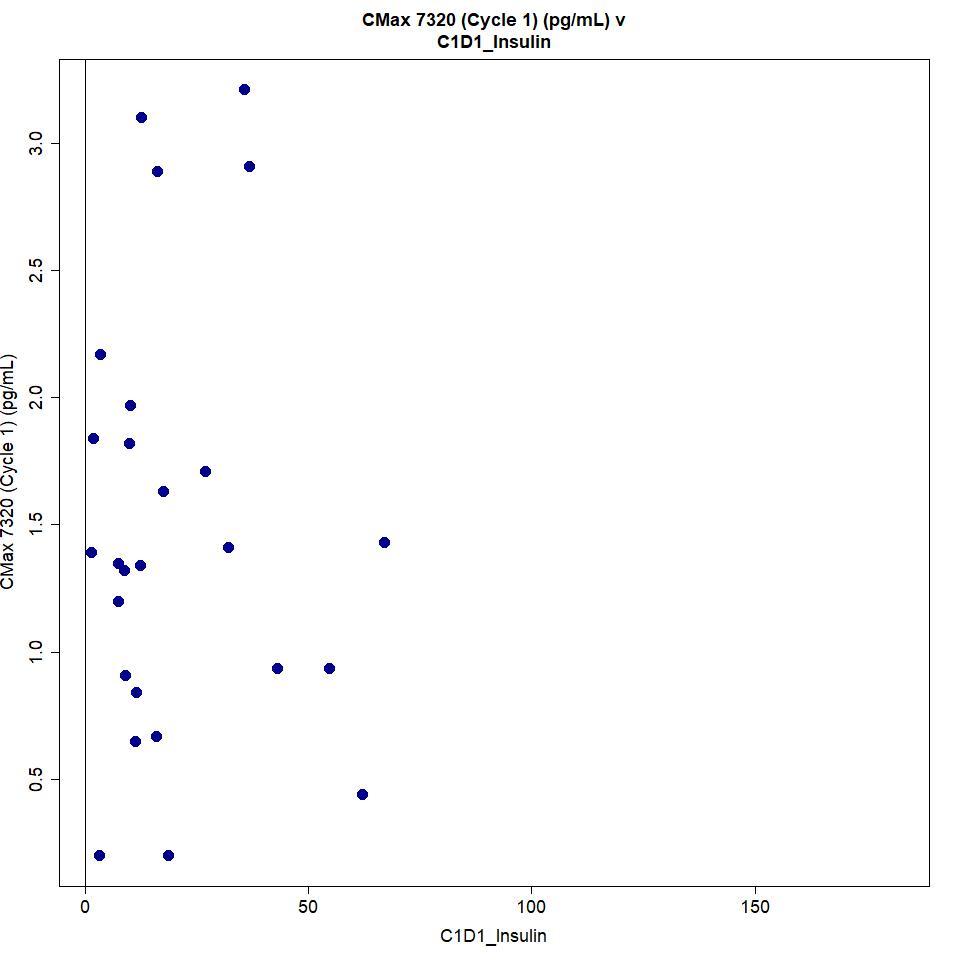 CMax 7320 (Cycle 1) (pg/mL) v
C1D1_Insulin
3.0
2.5
2.0
1.5
1.0
0.5
CMax 7320 (Cycle 1) (pg/mL)
0
50
100
150
C1D1_Insulin